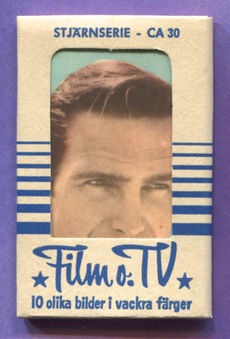 STJÄRNSERIE - CA 30
Film o. TV
10 olika bilder i vackra färger